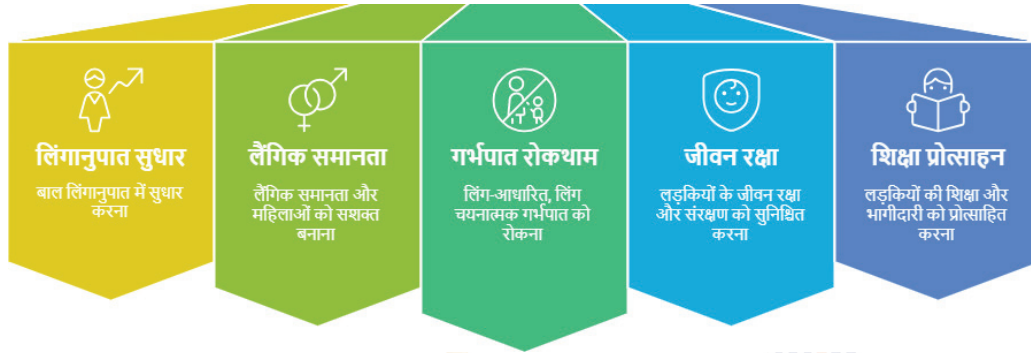 लिंगानुपात सुधार
बाल लिंगानुपात में सुधार
करना
लैंगिक समानता
लैंगिक समानता और
महिलाओं को सशक्त
बनाना
गर्भपात रोकथाम
लिंग-आधारित, लिंग
चयनात्मक गर्भपात को
रोकना
जीवन रक्षा
लड़कियों के जीवन रक्षा
और संरक्षण को सुनिश्चित
करना
शिक्षा प्रोत्साहन
लड़कियों की शिक्षा और
भागीदारी को प्रोत्साहित
करना